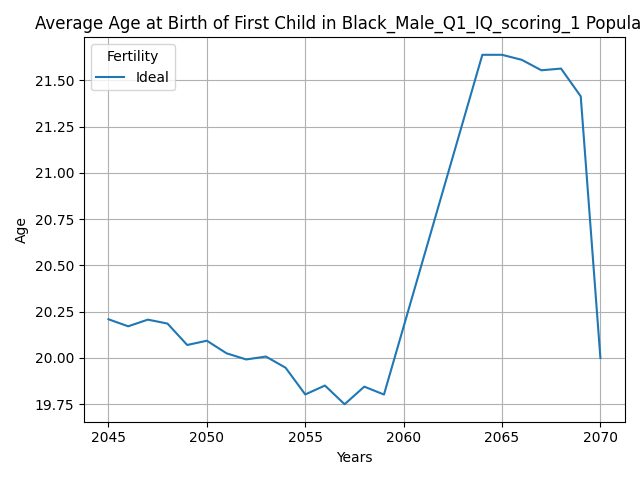 Average Age at Birth of First Child in Black_Male_Q1_IQ_scoring_1 Popula
Fertility
Ideal
21.50
21.25
21.00
20.75
20.50
20.25
20.00
19.75
Age
2045 2050 2055 2060 2065 2070
Years